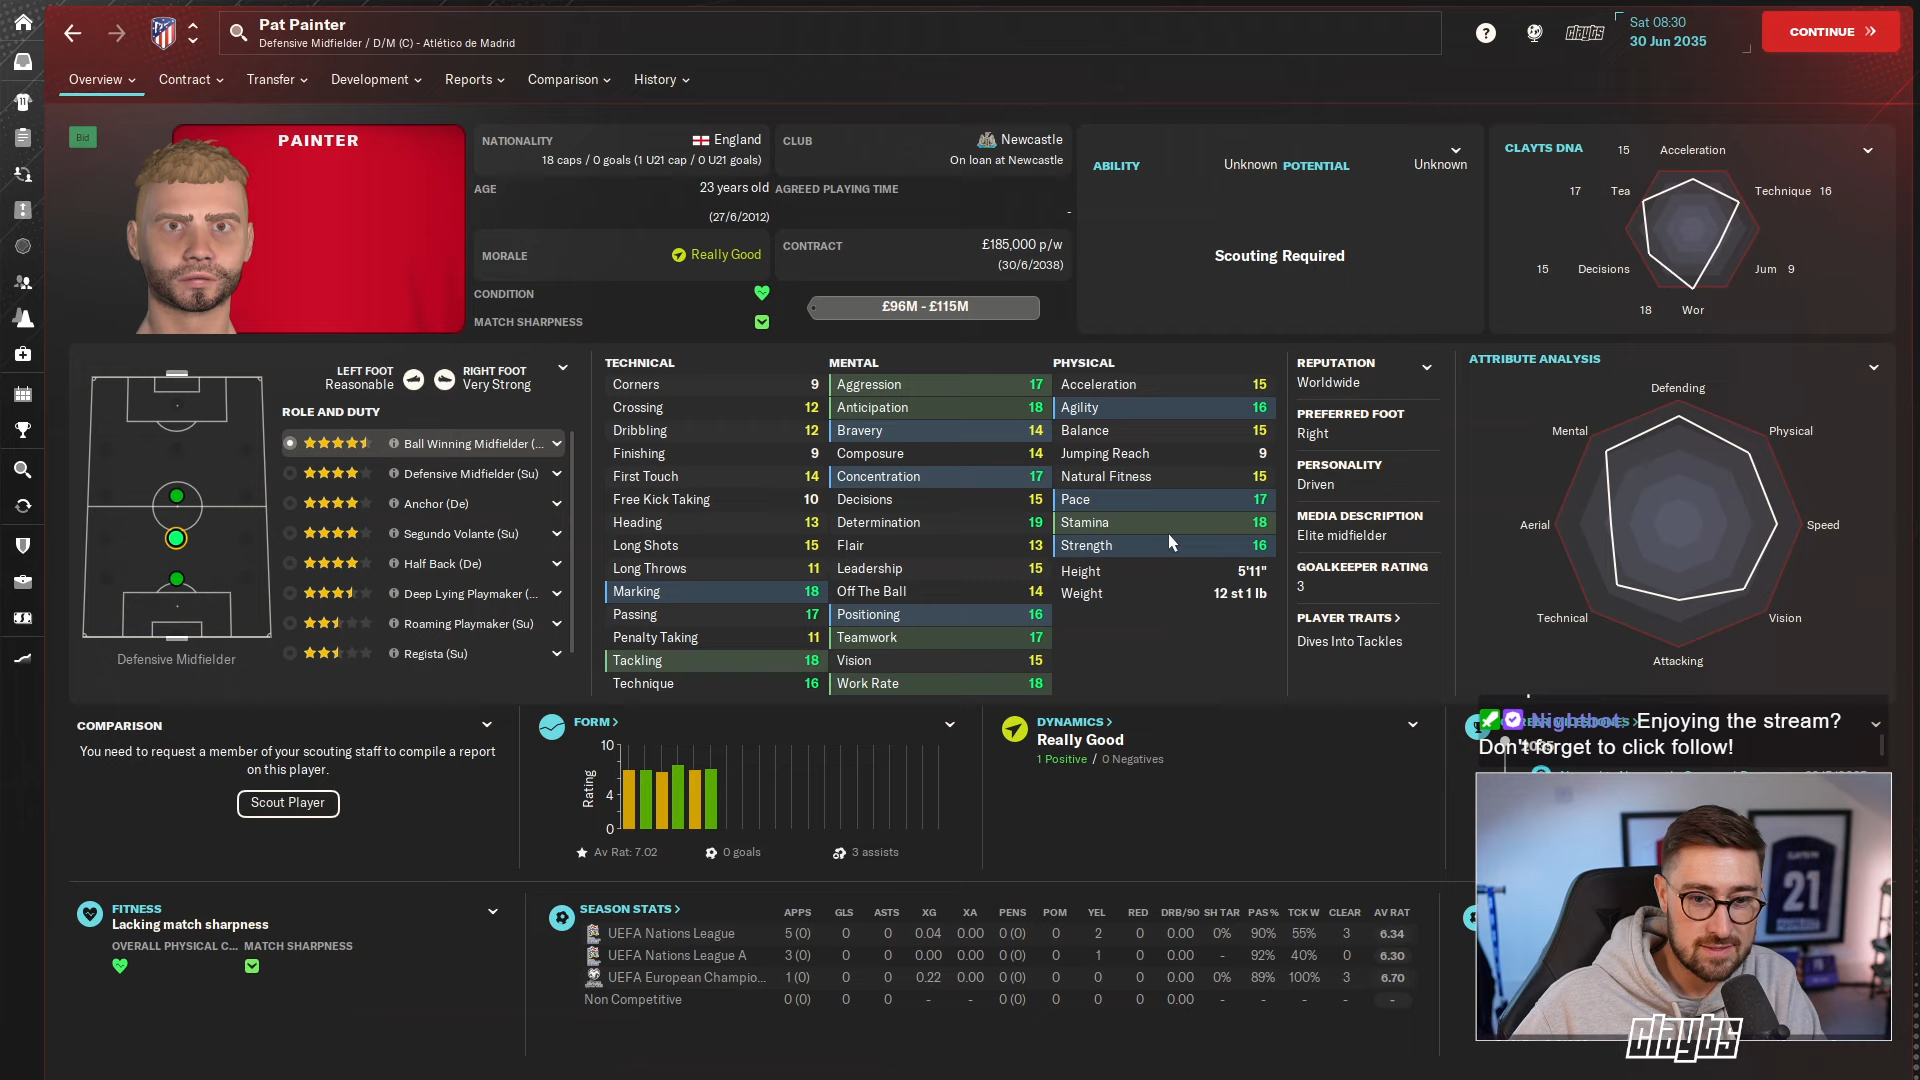 Pat Painter
Defensive Midfielder / D/M (C) - Atlético de Madrid
Sat 08:30
30 Jun 2035
CONTINUE
Overview
Contract
Transfer
Development
Reports
Comparison
History
Bid
PAINTER
NATIONALITY
England
18 caps / 0 goals (1 U21 cap / 0 U21 goals)
CLUB
Newcastle
On loan at Newcastle
AGE
23 years old
(27/6/2012)
AGREED PLAYING TIME
-
MORALE
Really Good
CONTRACT
£185,000 p/w
(30/6/2038)
CONDITION
MATCH SHARPNESS
£96M - £115M
ABILITY
Unknown
POTENTIAL
Unknown
Scouting Required
CLAYTS DNA
15 Acceleration
17 Tea
Technique 16
15 Decisions
Jum 9
18 Wor
LEFT FOOT
Reasonable
RIGHT FOOT
Very Strong
ROLE AND DUTY
Ball Winning Midfielder (...
Defensive Midfielder (Su)
Anchor (De)
Segundo Volante (Su)
Half Back (De)
Deep Lying Playmaker (...
Roaming Playmaker (Su)
Regista (Su)
Defensive Midfielder
TECHNICAL
Corners 9
Crossing 12
Dribbling 12
Finishing 9
First Touch 14
Free Kick Taking 10
Heading 13
Long Shots 15
Long Throws 11
Marking 18
Passing 17
Penalty Taking 11
Tackling 18
Technique 16
MENTAL
Aggression 17
Anticipation 18
Bravery 14
Composure 14
Concentration 17
Decisions 15
Determination 19
Flair 13
Leadership 15
Off The Ball 14
Positioning 16
Teamwork 17
Vision 15
Work Rate 18
PHYSICAL
Acceleration 15
Agility 16
Balance 15
Jumping Reach 9
Natural Fitness 15
Pace 17
Stamina 18
Strength 16
Height 5'11"
Weight 12 st 1 lb
REPUTATION
Worldwide
PREFERRED FOOT
Right
PERSONALITY
Driven
MEDIA DESCRIPTION
Elite midfielder
GOALKEEPER RATING
3
PLAYER TRAITS
Dives Into Tackles
ATTRIBUTE ANALYSIS
Defending
Mental
Physical
Aerial
Speed
Technical
Vision
Attacking
COMPARISON
You need to request a member of your scouting staff to compile a report
on this player.
Scout Player
FORM
10
4
0
Rating
Av Rat: 7.02
0 goals
3 assists
DYNAMICS
Really Good
1 Positive / 0 Negatives
Nightbot: Enjoying the stream?
Don't forget to click follow!
FITNESS
Lacking match sharpness
OVERALL PHYSICAL C... MATCH SHARPNESS
SEASON STATS APPS GLS ASTS XG XA PENS POM YEL RED DRB/90 SH TAR PAS % TCK W CLEAR AV RAT
UEFA Nations League 5 (0) 0 0 0.04 0.00 0 (0) 0 2 0 0.00 0% 90% 55% 3 6.34
UEFA Nations League A 3 (0) 0 0 0.00 0.00 0 (0) 0 1 0 0.00 - 92% 40% 0 6.30
UEFA European Champio... 1 (0) 0 0 0.22 0.00 0 (0) 0 0 0 0.00 0% 89% 100% 3 6.70
Non Competitive 0 (0) 0 0 - - 0 (0) 0 0 0 0.00 - - - - -
21
clayts